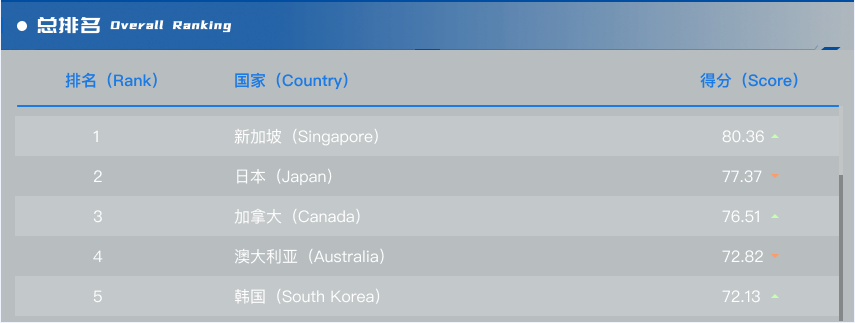 总排名 Overall Ranking
排名（Rank） 国家（Country） 得分（Score）
1 新加坡（Singapore） 80.36
2 日本（Japan） 77.37
3 加拿大（Canada） 76.51
4 澳大利亚（Australia） 72.82
5 韩国（South Korea） 72.13